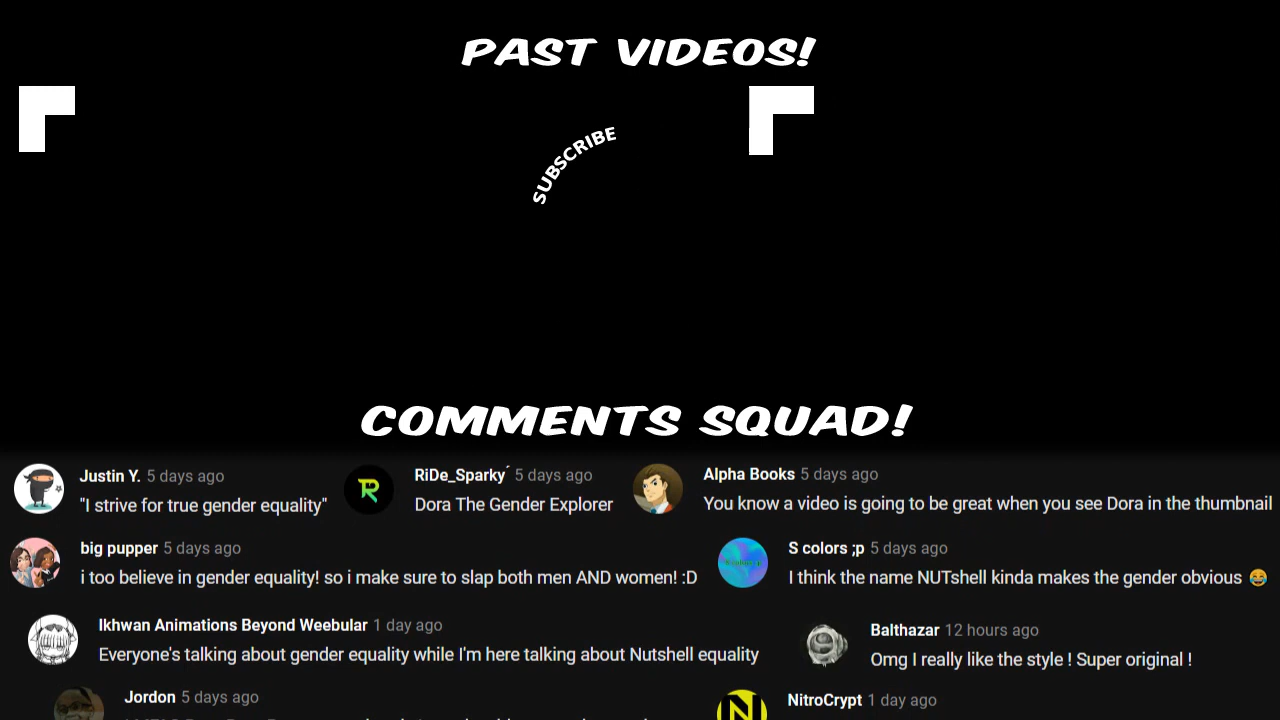 PAST VIDEOS!
SUBSCRIBE
COMMENTS SQUAD!
Justin Y. 5 days ago
"I strive for true gender equality"
RiDe_Sparky´ 5 days ago
Dora The Gender Explorer
Alpha Books 5 days ago
You know a video is going to be great when you see Dora in the thumbnail
big pupper 5 days ago
i too believe in gender equality! so i make sure to slap both men AND women! :D
S colors ;p 5 days ago
I think the name NUTshell kinda makes the gender obvious 😂
Ikhwan Animations Beyond Weebular 1 day ago
Everyone's talking about gender equality while I'm here talking about Nutshell equality
Balthazar 12 hours ago
Omg I really like the style ! Super original !
Jordon 5 days ago
NitroCrypt 1 day ago